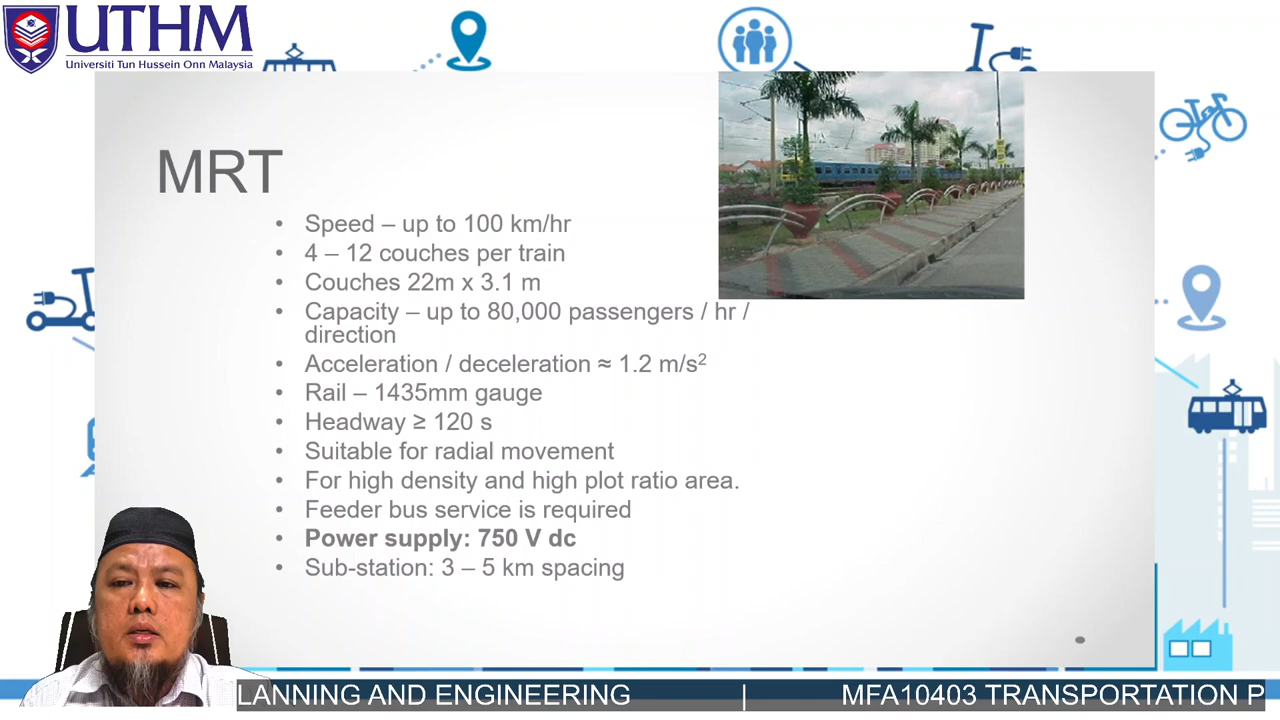 UTHM
Universiti Tun Hussein Onn Malaysia
MRT
• Speed – up to 100 km/hr
• 4 – 12 couches per train
• Couches 22m x 3.1 m
• Capacity – up to 80,000 passengers / hr /
direction
• Acceleration / deceleration ≈ 1.2 m/s²
• Rail – 1435mm gauge
• Headway ≥ 120 s
• Suitable for radial movement
• For high density and high plot ratio area.
• Feeder bus service is required
• Power supply: 750 V dc
• Sub-station: 3 – 5 km spacing
LANNING AND ENGINEERING | MFA10403 TRANSPORTATION P